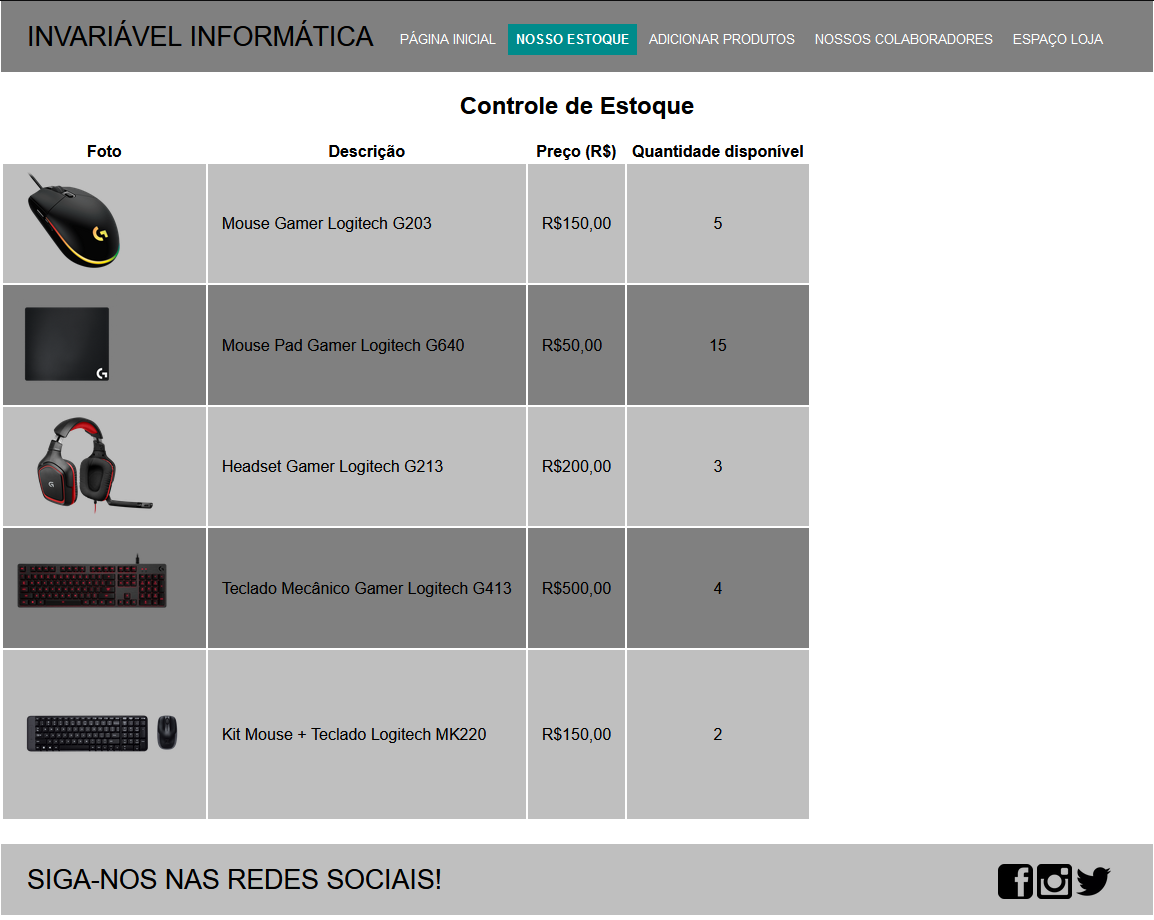 INVARIÁVEL INFORMÁTICA PÁGINA INICIAL NOSSO ESTOQUE ADICIONAR PRODUTOS NOSSOS COLABORADORES ESPAÇO LOJA
Controle de Estoque
Foto Descrição Preço (R$) Quantidade disponível
Mouse Gamer Logitech G203 R$150,00 5
Mouse Pad Gamer Logitech G640 R$50,00 15
Headset Gamer Logitech G213 R$200,00 3
Teclado Mecânico Gamer Logitech G413 R$500,00 4
Kit Mouse + Teclado Logitech MK220 R$150,00 2
SIGA-NOS NAS REDES SOCIAIS!